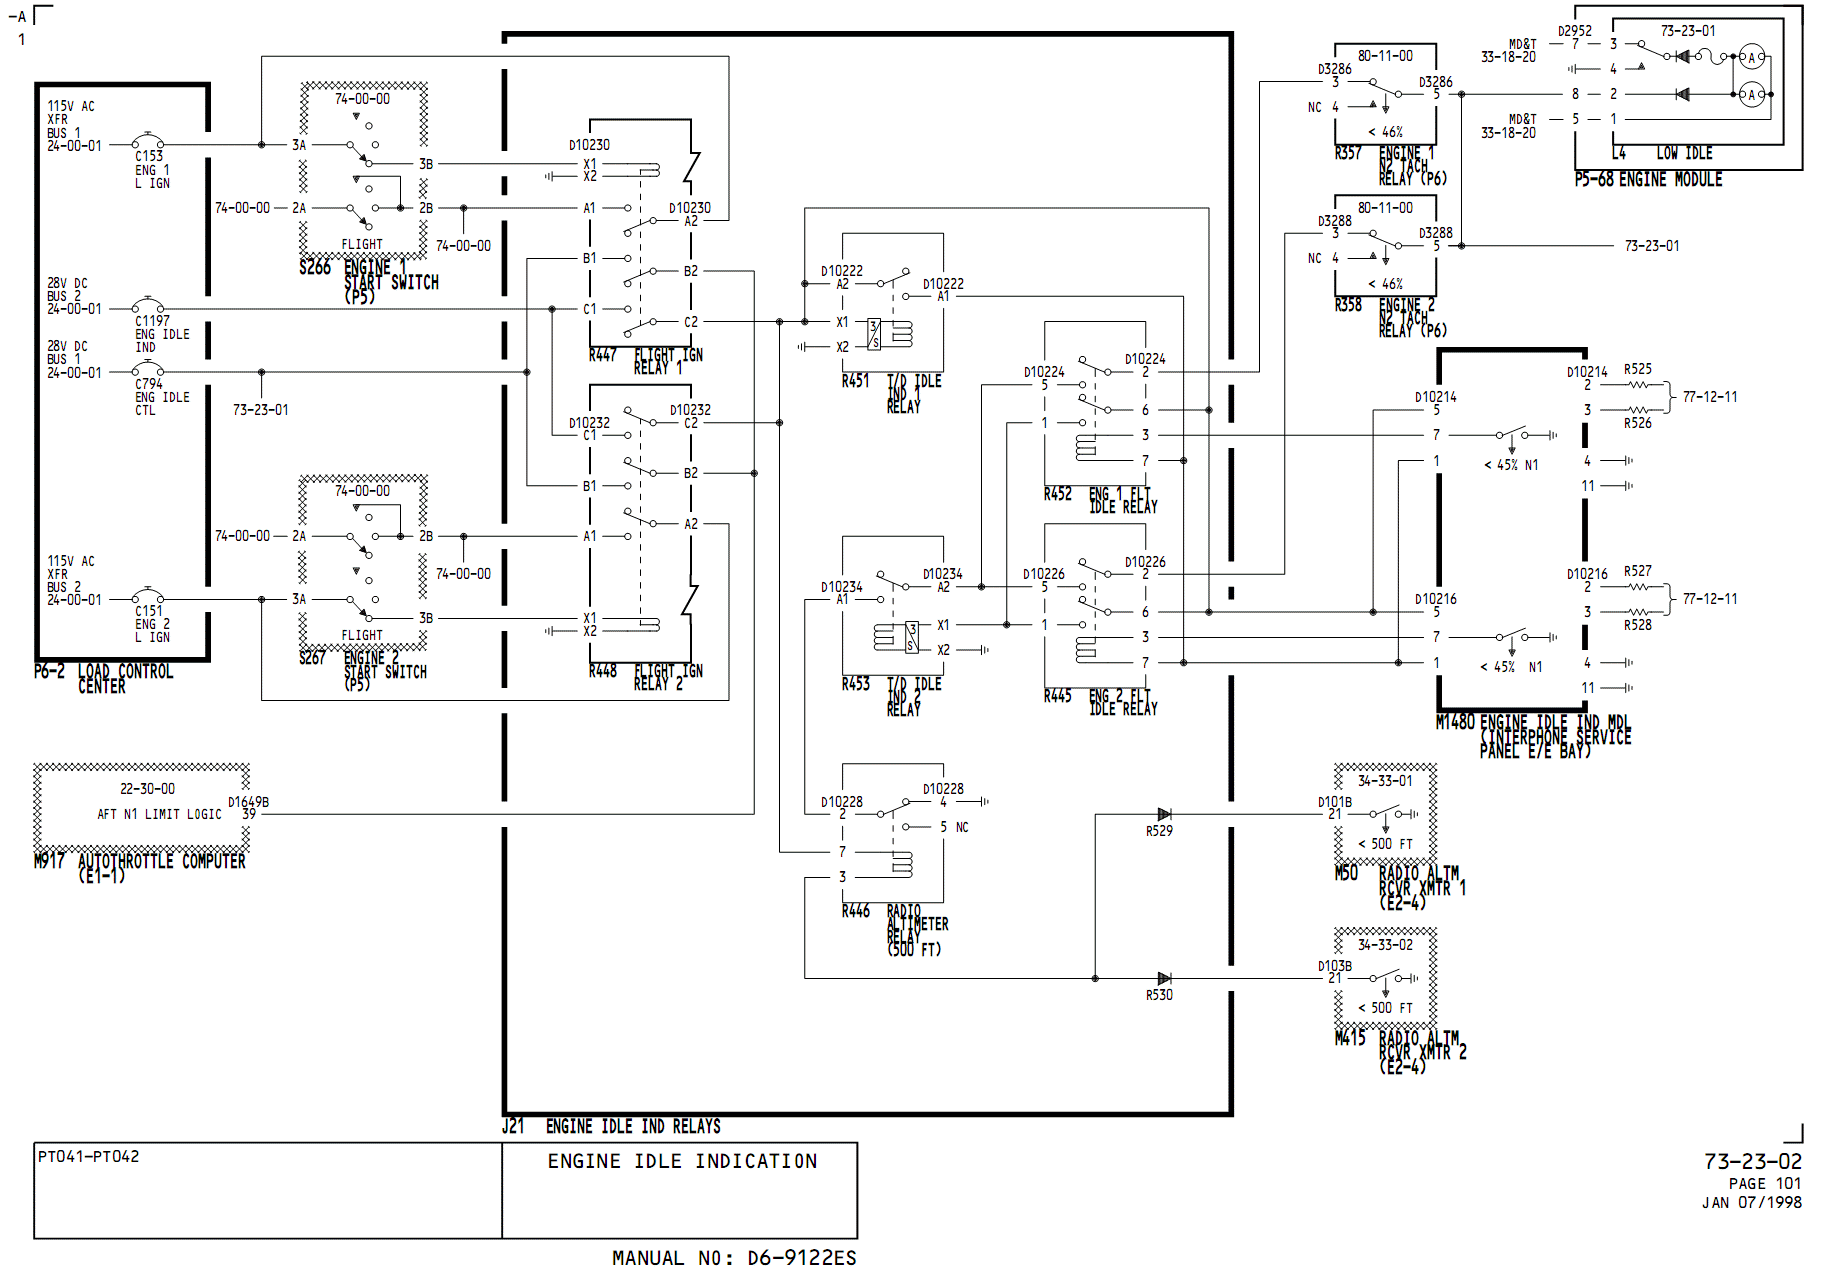 -A
1
115V AC
XFR
BUS 1
24-00-01
C153
ENG 1
L IGN
28V DC
BUS 2
24-00-01
C1197
ENG IDLE
IND
28V DC
BUS 1
24-00-01
C794
ENG IDLE
CTL
73-23-01
115V AC
XFR
BUS 2
24-00-01
C151
ENG 2
L IGN
P6-2 LOAD CONTROL
CENTER
74-00-00
3A
3B
74-00-00
2A
2B
74-00-00
FLIGHT
S266 ENGINE 1
START SWITCH
(P5)
74-00-00
74-00-00
2A
2B
74-00-00
3A
3B
FLIGHT
S267 ENGINE 2
START SWITCH
(P5)
22-30-00
AFT N1 LIMIT LOGIC
D1649B
39
M917 AUTOTHROTTLE COMPUTER
(E1-1)
D10230
X1
X2
A1
D10230
A2
B1
B2
C1
C2
R447 FLIGHT IGN
RELAY 1
D10232
C2
D10232
C1
B2
B1
A2
A1
X1
X2
R448 FLIGHT IGN
RELAY 2
D10222
A2
D10222
A1
X1
3
S
X2
R451 T/D IDLE
IND 1
RELAY
D10234
A1
D10234
A2
X1
3
S
X2
R453 T/D IDLE
IND 2
RELAY
D10228
2
D10228
4
5 NC
7
3
R446 RADIO
ALTIMETER
RELAY
(500 FT)
D10224
5
D10224
2
6
1
3
7
R452 ENG 1 FLT
IDLE RELAY
D10226
5
D10226
2
6
1
3
7
R445 ENG 2 FLT
IDLE RELAY
R529
R530
J21 ENGINE IDLE IND RELAYS
80-11-00
D3286
3
D3286
5
NC 4
< 46%
R357 ENGINE 1
N2 TACH
RELAY (P6)
80-11-00
D3288
3
D3288
5
NC 4
< 46%
R358 ENGINE 2
N2 TACH
RELAY (P6)
73-23-01
D2952
MD&T
33-18-20
7
3
73-23-01
4
8
2
MD&T
33-18-20
5
1
A
A
L4 LOW IDLE
P5-68 ENGINE MODULE
D10214
5
7
1
< 45% N1
D10214
2
3
4
11
R525
R526
77-12-11
D10216
5
7
1
< 45% N1
D10216
2
3
4
11
R527
R528
77-12-11
M1480 ENGINE IDLE IND MDL
(INTERPHONE SERVICE
PANEL E/E BAY)
34-33-01
D101B
21
< 500 FT
M50 RADIO ALTM
RCVR XMTR 1
(E2-4)
34-33-02
D103B
21
< 500 FT
M415 RADIO ALTM
RCVR XMTR 2
(E2-4)
PT041-PT042
ENGINE IDLE INDICATION
73-23-02
PAGE 101
JAN 07/1998
MANUAL NO: D6-9122ES